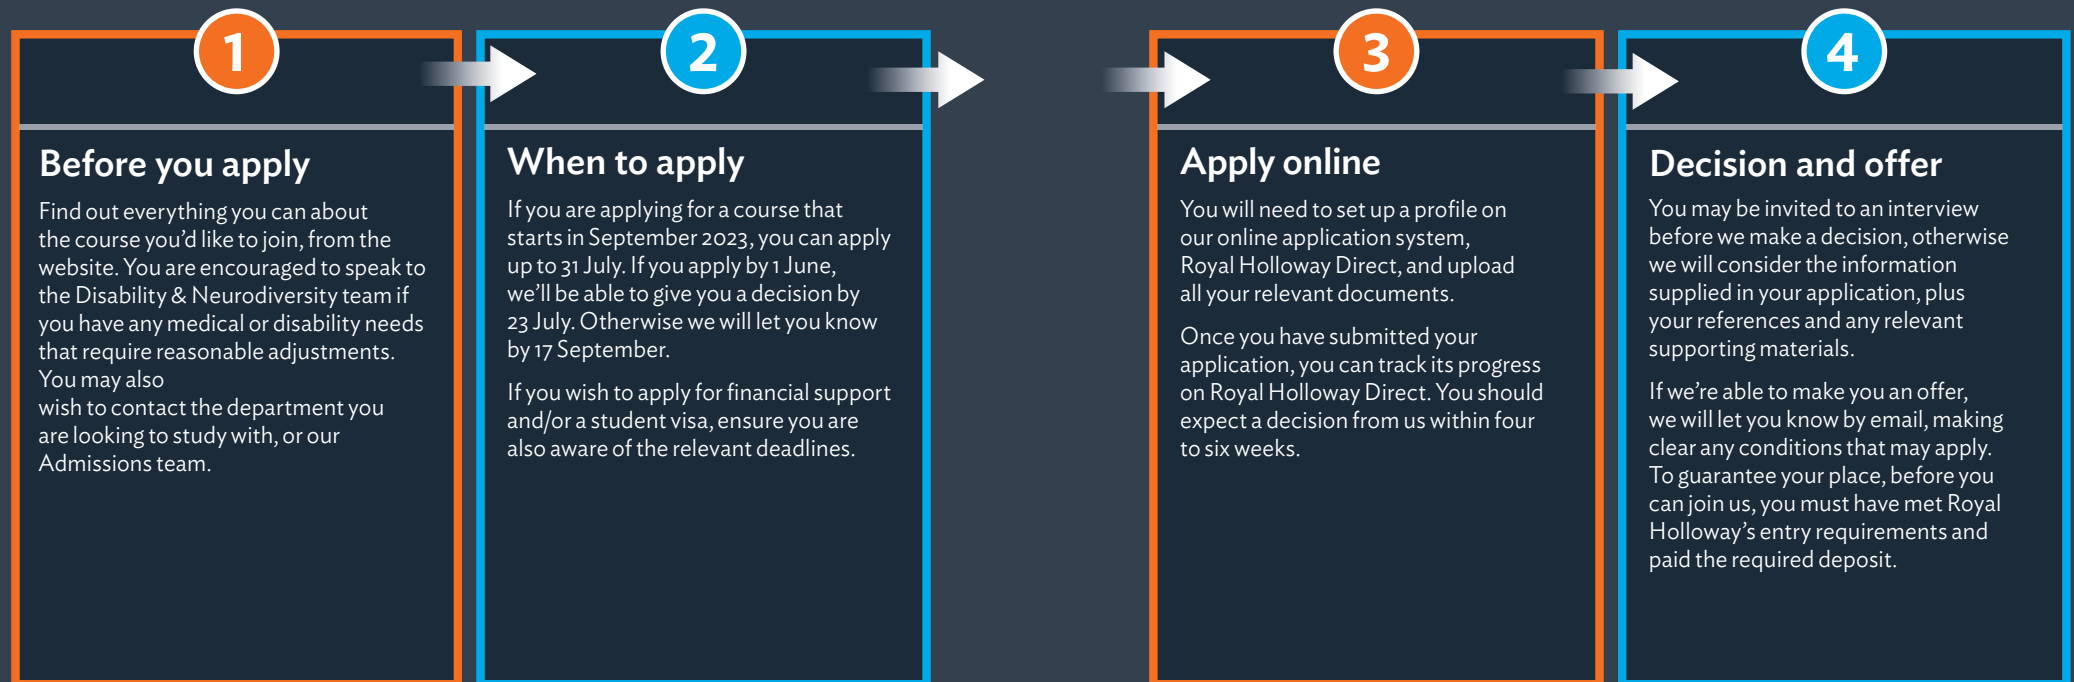 1
Before you apply
Find out everything you can about
the course you’d like to join, from the
website. You are encouraged to speak to
the Disability & Neurodiversity team if
you have any medical or disability needs
that require reasonable adjustments.
You may also
wish to contact the department you
are looking to study with, or our
Admissions team.
2
When to apply
If you are applying for a course that
starts in September 2023, you can apply
up to 31 July. If you apply by 1 June,
we’ll be able to give you a decision by
23 July. Otherwise we will let you know
by 17 September.
If you wish to apply for financial support
and/or a student visa, ensure you are
also aware of the relevant deadlines.
3
Apply online
You will need to set up a profile on
our online application system,
Royal Holloway Direct, and upload
all your relevant documents.
Once you have submitted your
application, you can track its progress
on Royal Holloway Direct. You should
expect a decision from us within four
to six weeks.
4
Decision and offer
You may be invited to an interview
before we make a decision, otherwise
we will consider the information
supplied in your application, plus
your references and any relevant
supporting materials.
If we’re able to make you an offer,
we will let you know by email, making
clear any conditions that may apply.
To guarantee your place, before you
can join us, you must have met Royal
Holloway’s entry requirements and
paid the required deposit.